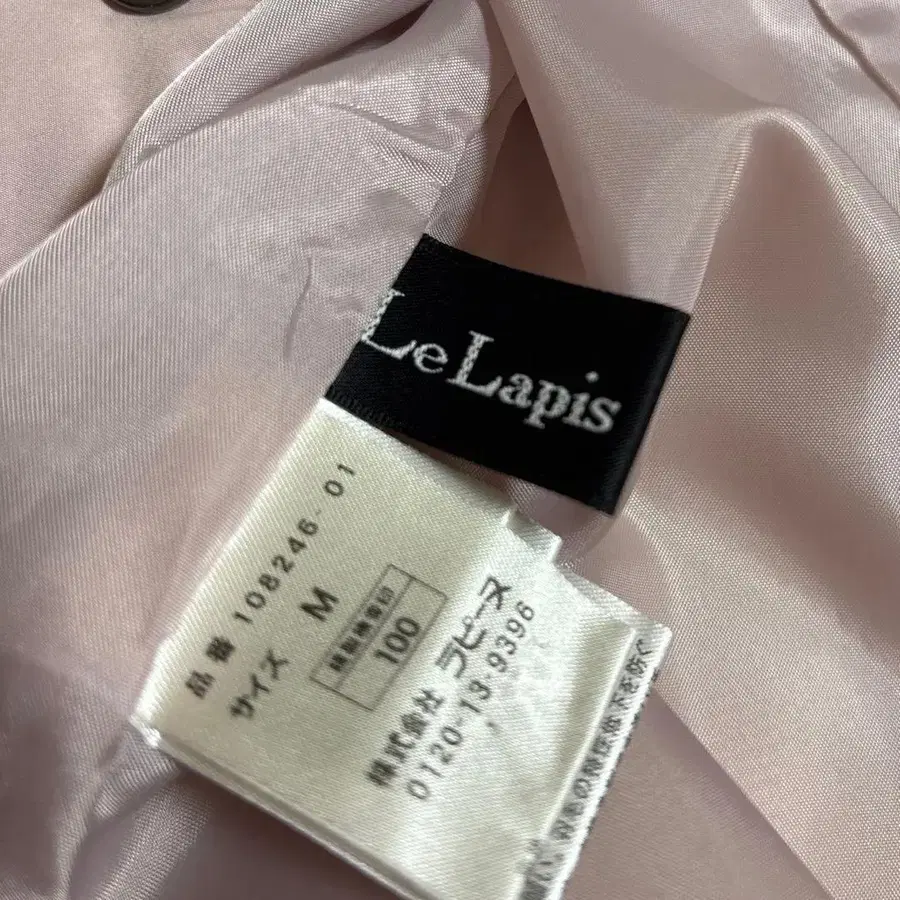 Le Lapis
品番 108246-01
サイズ M
100
株式会社 ラピーヌ
0120-13-9396